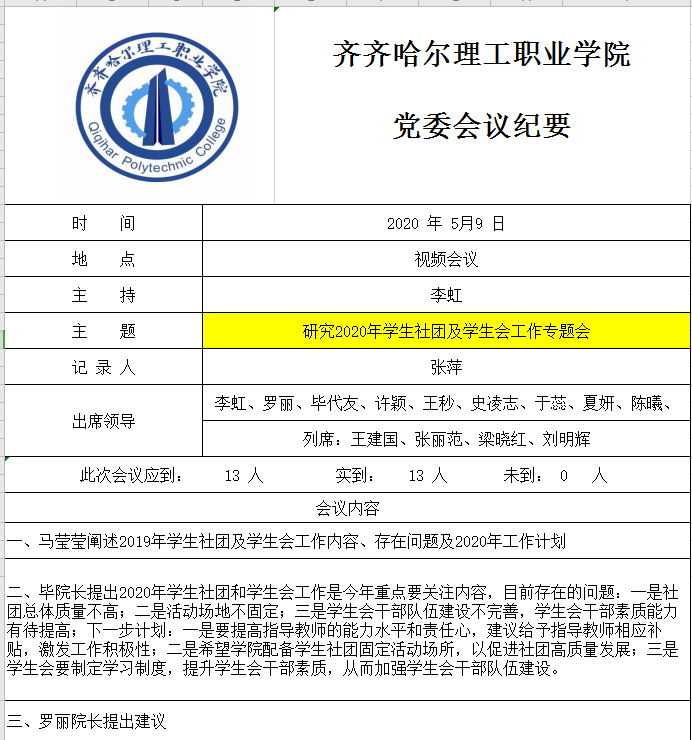 齐齐哈尔理工职业学院
Qiqihar Polytechnic College
齐齐哈尔理工职业学院
党委会议纪要
时 间 2020 年 5月9 日
地 点 视频会议
主 持 李虹
主 题 研究2020年学生社团及学生会工作专题会
记 录 人 张萍
出席领导 李虹、罗丽、毕代友、许颖、王秒、史凌志、于蕊、夏妍、陈曦、
列席：王建国、张丽范、梁晓红、刘明辉
此次会议应到： 13 人 实到： 13 人 未到： 0 人
会议内容
一、马莹莹阐述2019年学生社团及学生会工作内容、存在问题及2020年工作计划
二、毕院长提出2020年学生社团和学生会工作是今年重点要关注内容，目前存在的问题：一是社
团总体质量不高；二是活动场地不固定；三是学生会干部队伍建设不完善，学生会干部素质能力
有待提高；下一步计划：一是要提高指导教师的能力水平和责任心，建议给予指导教师相应补
贴，激发工作积极性；二是希望学院配备学生社团固定活动场所，以促进社团高质量发展；三是
学生会要制定学习制度，提升学生会干部素质，从而加强学生会干部队伍建设。
三、罗丽院长提出建议